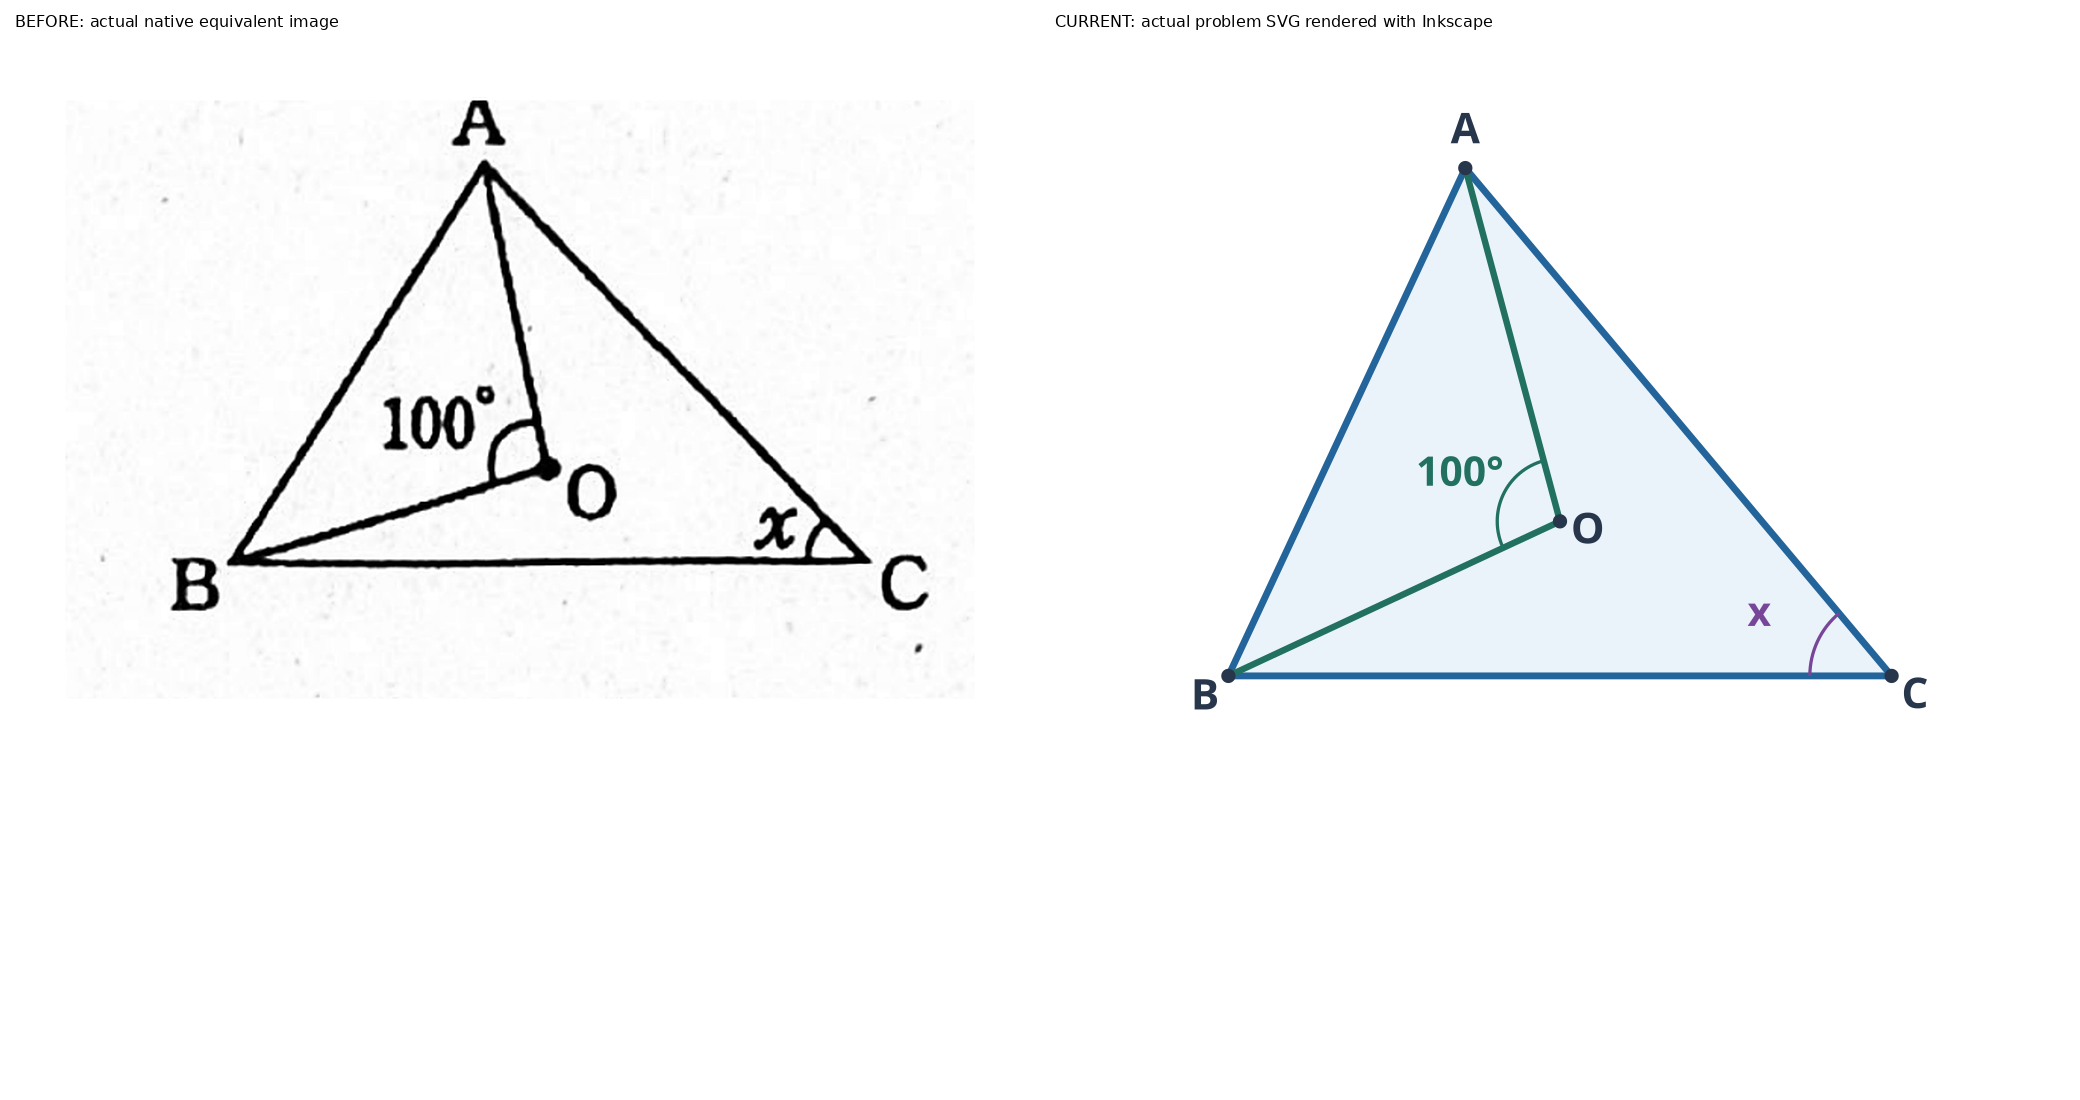 BEFORE: actual native equivalent image
A
100°
O
x
B
C
CURRENT: actual problem SVG rendered with Inkscape
A
100°
O
x
B
C